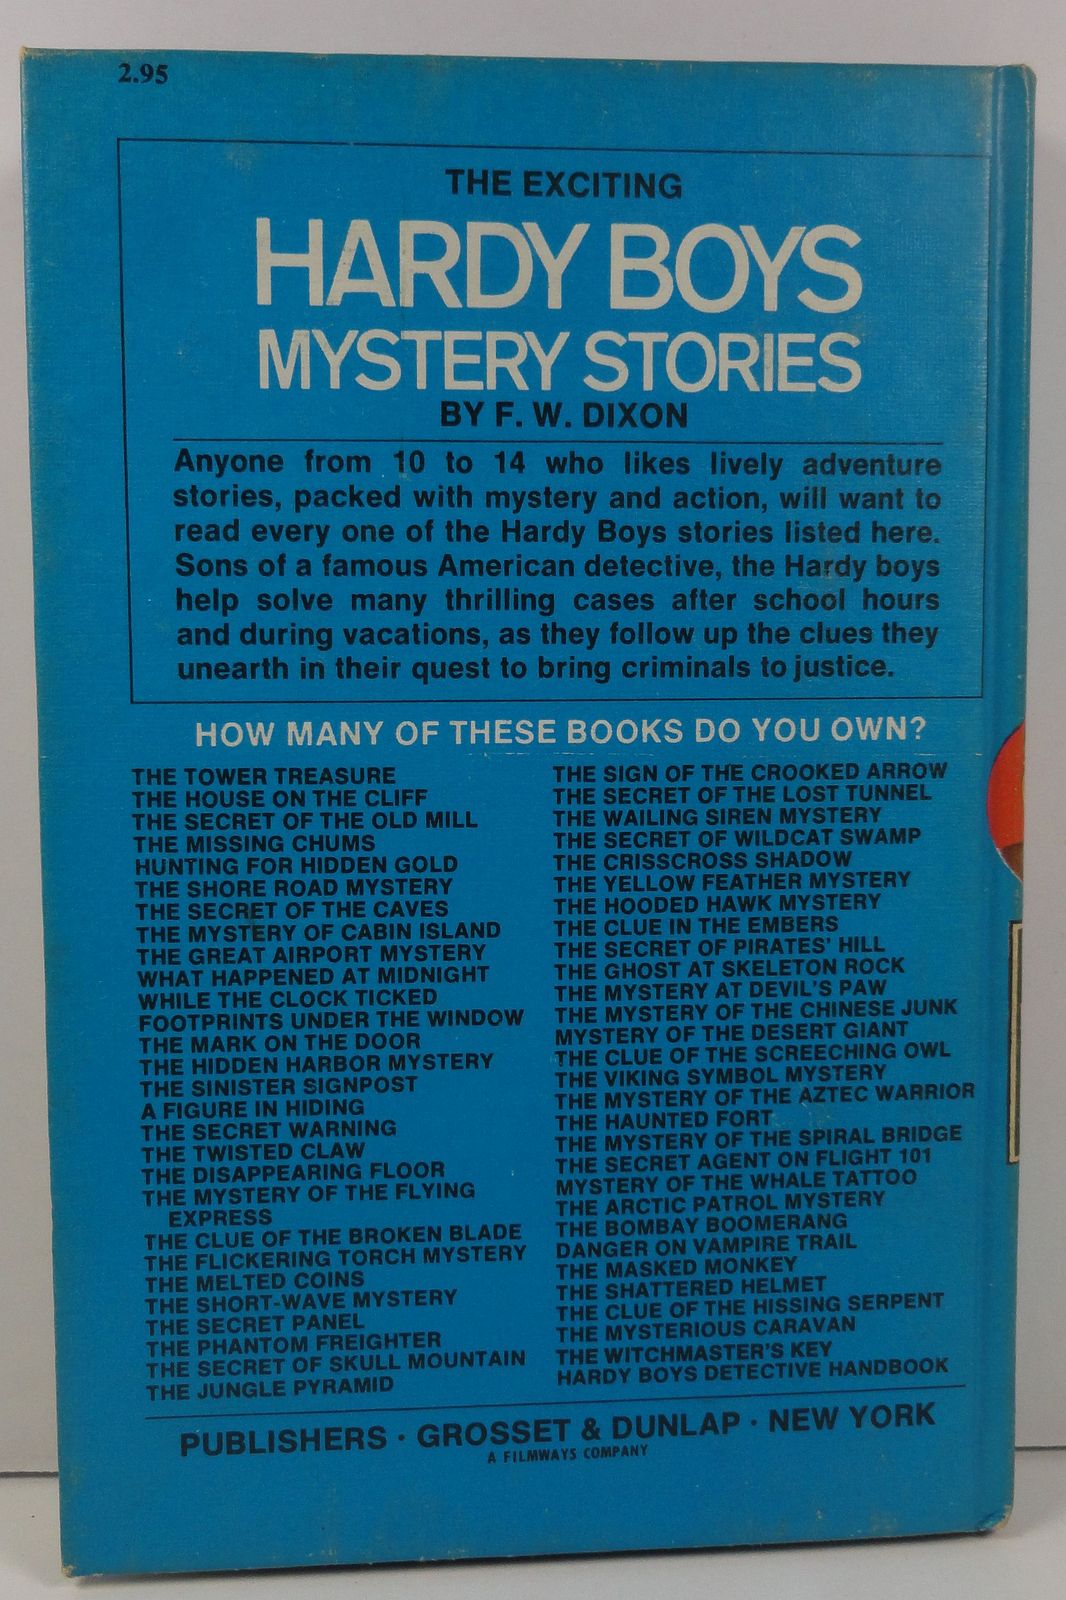 2.95
THE EXCITING
HARDY BOYS
MYSTERY STORIES
BY F. W. DIXON
Anyone from 10 to 14 who likes lively adventure
stories, packed with mystery and action, will want to
read every one of the Hardy Boys stories listed here.
Sons of a famous American detective, the Hardy boys
help solve many thrilling cases after school hours
and during vacations, as they follow up the clues they
unearth in their quest to bring criminals to justice.
HOW MANY OF THESE BOOKS DO YOU OWN?
THE TOWER TREASURE
THE HOUSE ON THE CLIFF
THE SECRET OF THE OLD MILL
THE MISSING CHUMS
HUNTING FOR HIDDEN GOLD
THE SHORE ROAD MYSTERY
THE SECRET OF THE CAVES
THE MYSTERY OF CABIN ISLAND
THE GREAT AIRPORT MYSTERY
WHAT HAPPENED AT MIDNIGHT
WHILE THE CLOCK TICKED
FOOTPRINTS UNDER THE WINDOW
THE MARK ON THE DOOR
THE HIDDEN HARBOR MYSTERY
THE SINISTER SIGNPOST
A FIGURE IN HIDING
THE SECRET WARNING
THE TWISTED CLAW
THE DISAPPEARING FLOOR
THE MYSTERY OF THE FLYING
EXPRESS
THE CLUE OF THE BROKEN BLADE
THE FLICKERING TORCH MYSTERY
THE MELTED COINS
THE SHORT-WAVE MYSTERY
THE SECRET PANEL
THE PHANTOM FREIGHTER
THE SECRET OF SKULL MOUNTAIN
THE JUNGLE PYRAMID
THE SIGN OF THE CROOKED ARROW
THE SECRET OF THE LOST TUNNEL
THE WAILING SIREN MYSTERY
THE SECRET OF WILDCAT SWAMP
THE CRISSCROSS SHADOW
THE YELLOW FEATHER MYSTERY
THE HOODED HAWK MYSTERY
THE CLUE IN THE EMBERS
THE SECRET OF PIRATES' HILL
THE GHOST AT SKELETON ROCK
THE MYSTERY AT DEVIL'S PAW
THE MYSTERY OF THE CHINESE JUNK
MYSTERY OF THE DESERT GIANT
THE CLUE OF THE SCREECHING OWL
THE VIKING SYMBOL MYSTERY
THE MYSTERY OF THE AZTEC WARRIOR
THE HAUNTED FORT
THE MYSTERY OF THE SPIRAL BRIDGE
THE SECRET AGENT ON FLIGHT 101
MYSTERY OF THE WHALE TATTOO
THE ARCTIC PATROL MYSTERY
THE BOMBAY BOOMERANG
DANGER ON VAMPIRE TRAIL
THE MASKED MONKEY
THE SHATTERED HELMET
THE CLUE OF THE HISSING SERPENT
THE MYSTERIOUS CARAVAN
THE WITCHMASTER'S KEY
HARDY BOYS DETECTIVE HANDBOOK
PUBLISHERS · GROSSET & DUNLAP · NEW YORK
A FILMWAYS COMPANY